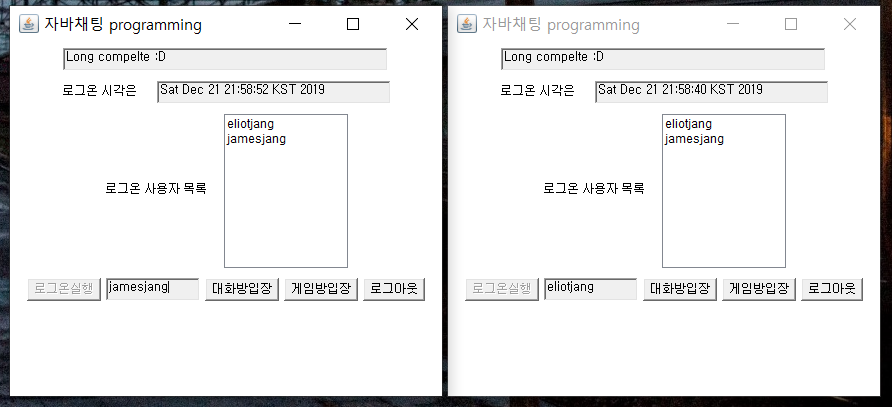 자바채팅 programming
Long compelte :D
로그온 시각은 Sat Dec 21 21:58:52 KST 2019
eliotjang
jamesjang
로그온 사용자 목록
로그온실행 jamesjang 대화방입장 게임방입장 로그아웃
자바채팅 programming
Long compelte :D
로그온 시각은 Sat Dec 21 21:58:40 KST 2019
eliotjang
jamesjang
로그온 사용자 목록
로그온실행 eliotjang 대화방입장 게임방입장 로그아웃